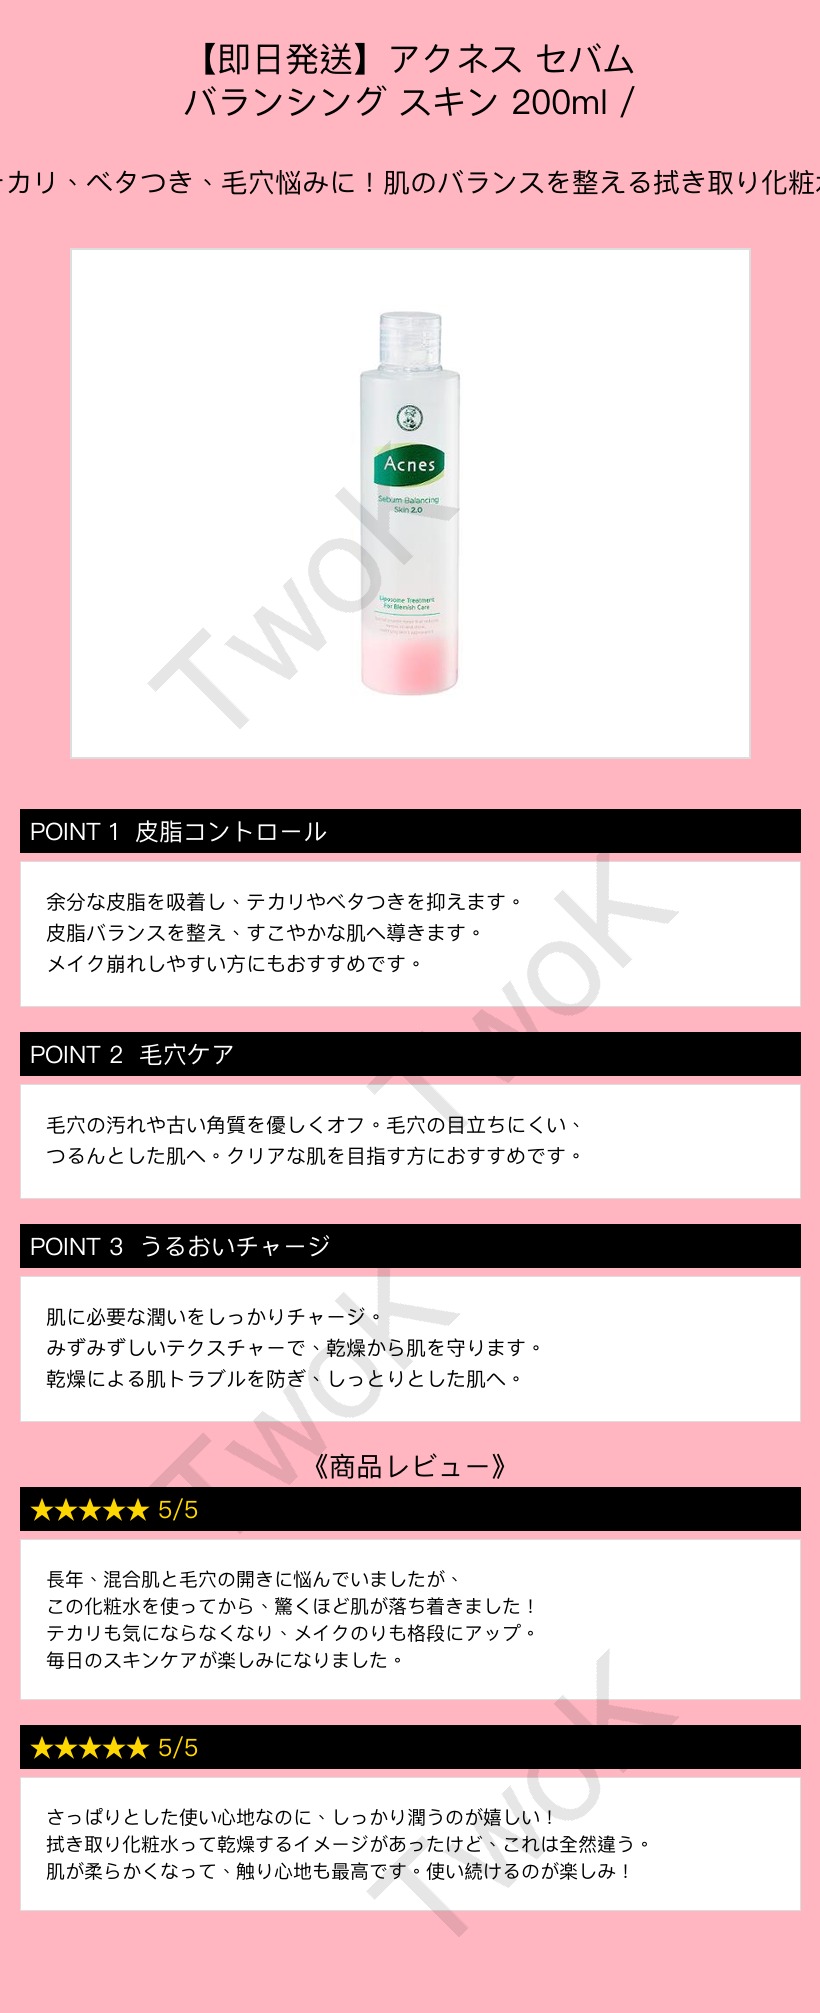 【即日発送】アクネス セバム
バランシング スキン 200ml /
カリ、ベタつき、毛穴悩みに！肌のバランスを整える拭き取り化粧
Acnes
Sebum Balancing
Skin 2.0
Liposome Treatment
For Blemish Care
TwoK
POINT 1 皮脂コントロール
余分な皮脂を吸着し、テカリやベタつきを抑えます。
皮脂バランスを整え、すこやかな肌へ導きます。
メイク崩れしやすい方にもおすすめです。
TwoK
POINT 2 毛穴ケア
毛穴の汚れや古い角質を優しくオフ。毛穴の目立ちにくい、
つるんとした肌へ。クリアな肌を目指す方におすすめです。
POINT 3 うるおいチャージ
肌に必要な潤いをしっかりチャージ。
みずみずしいテクスチャーで、乾燥から肌を守ります。
乾燥による肌トラブルを防ぎ、しっとりとした肌へ。
TwoK
《商品レビュー》
★★★★★ 5/5
長年、混合肌と毛穴の開きに悩んでいましたが、
この化粧水を使ってから、驚くほど肌が落ち着きました！
テカリも気にならなくなり、メイクのりも格段にアップ。
毎日のスキンケアが楽しみになりました。
★★★★★ 5/5
さっぱりとした使い心地なのに、しっかり潤うのが嬉しい！
拭き取り化粧水って乾燥するイメージがあったけど、これは全然違う。
肌が柔らかくなって、触り心地も最高です。使い続けるのが楽しみ！
TwoK